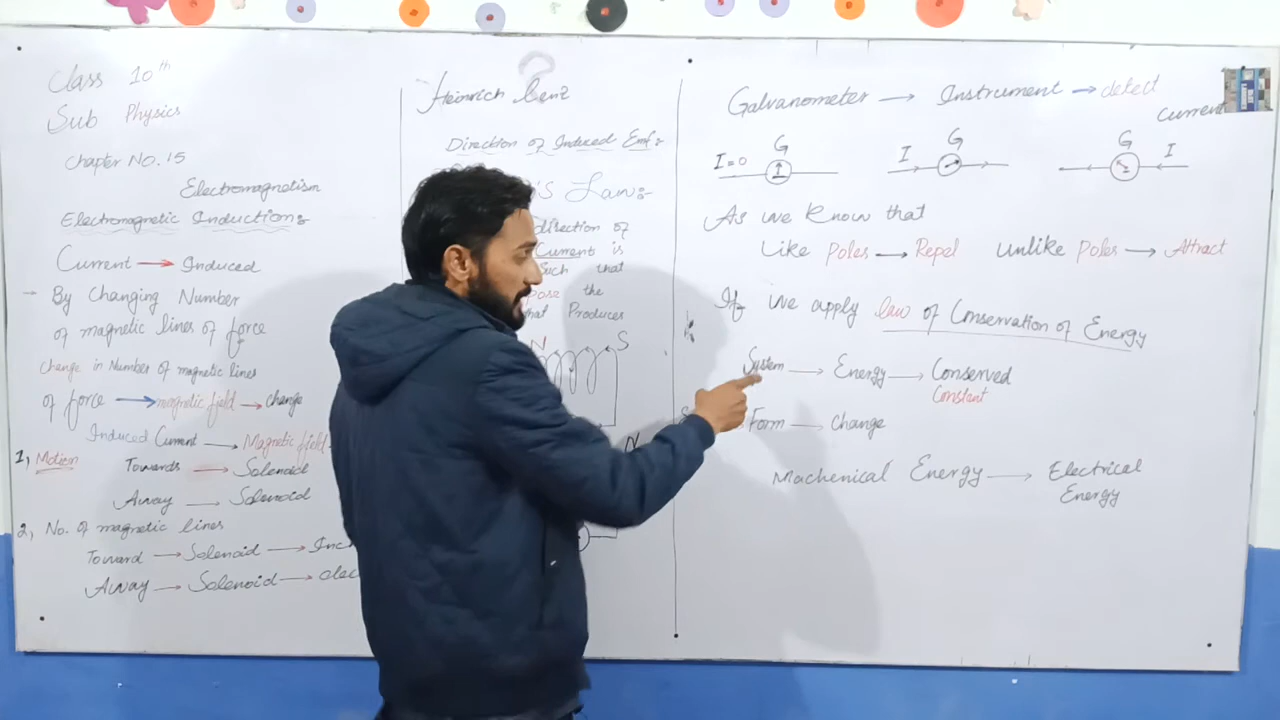 Class 10th
Sub Physics
Chapter No. 15
Electromagnetism
Electromagnetic Induction:
Current → Induced
→ By Changing Number
of magnetic lines of force
Change in Number of magnetic lines
of force → magnetic field → change
Induced Current → Magnetic field
1, Motion
Towards → Solenoid
Away → Solenoid
2, No. of magnetic lines
Toward → Solenoid → Inc
Away → Solenoid → dec
Heinrich Lenz
Direction of Induced Emf:
's Law:-
direction of
Current is
Such that
pose the
that Produces
N S
N
Galvanometer → Instrument → detect
Current
I=0 G
I G
G I
As we Know that
Like Poles → Repel Unlike Poles → Attract
If we apply law of Conservation of Energy
System → Energy → Conserved
Constant
Form → Change
Machenical Energy → Electrical
Energy